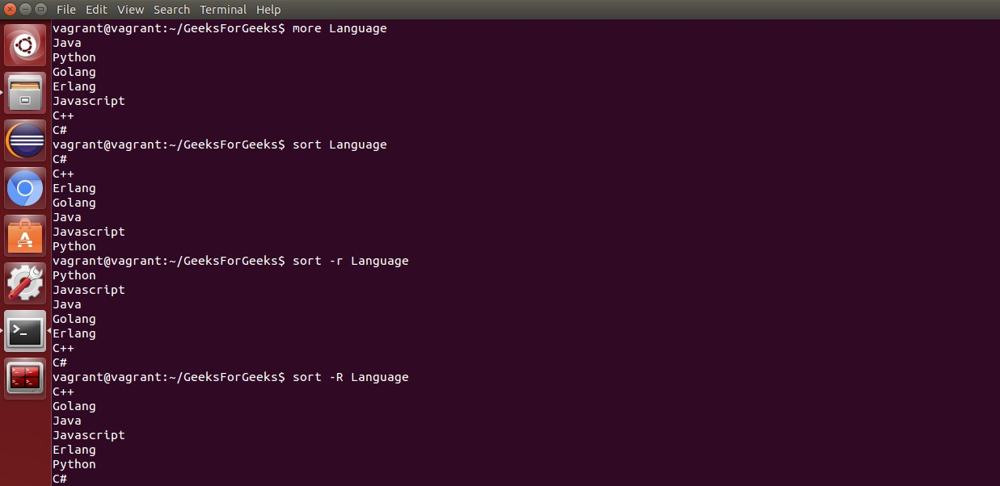 File Edit View Search Terminal Help
vagrant@vagrant:~/GeeksForGeeks$ more Language
Java
Python
Golang
Erlang
Javascript
C++
C#
vagrant@vagrant:~/GeeksForGeeks$ sort Language
C#
C++
Erlang
Golang
Java
Javascript
Python
vagrant@vagrant:~/GeeksForGeeks$ sort -r Language
Python
Javascript
Java
Golang
Erlang
C++
C#
vagrant@vagrant:~/GeeksForGeeks$ sort -R Language
C++
Golang
Java
Javascript
Erlang
Python
C#